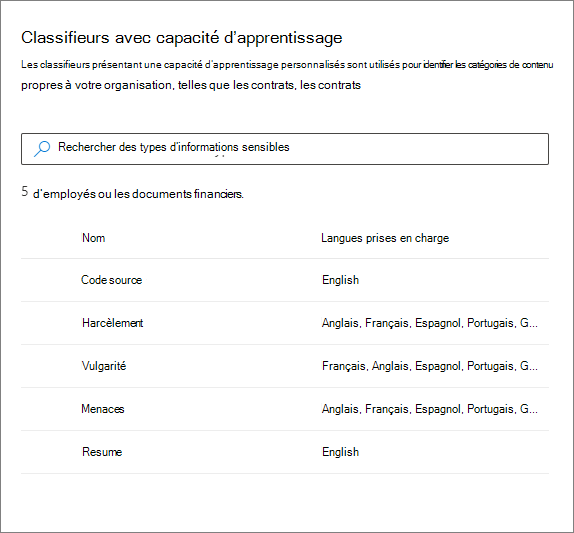 Classifieurs avec capacité d'apprentissage
Les classifieurs présentant une capacité d'apprentissage personnalisés sont utilisés pour identifier les catégories de contenu
propres à votre organisation, telles que les contrats, les contrats
Rechercher des types d'informations sensibles
5 d'employés ou les documents financiers.
Nom Langues prises en charge
Code source English
Harcèlement Anglais, Français, Espagnol, Portugais, G...
Vulgarité Français, Anglais, Espagnol, Portugais, G...
Menaces Anglais, Français, Espagnol, Portugais, G...
Resume English